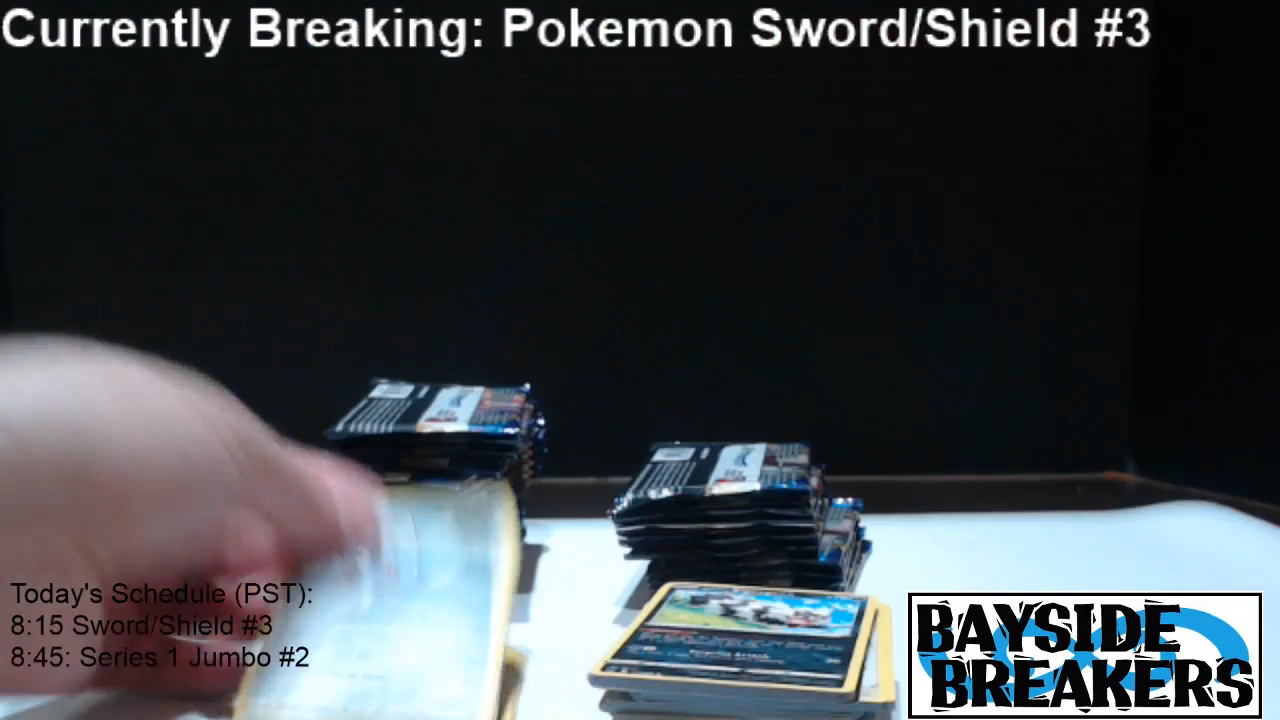 Currently Breaking: Pokemon Sword/Shield #3
Today's Schedule (PST):
8:15 Sword/Shield #3
8:45: Series 1 Jumbo #2
BAYSIDE
BREAKERS